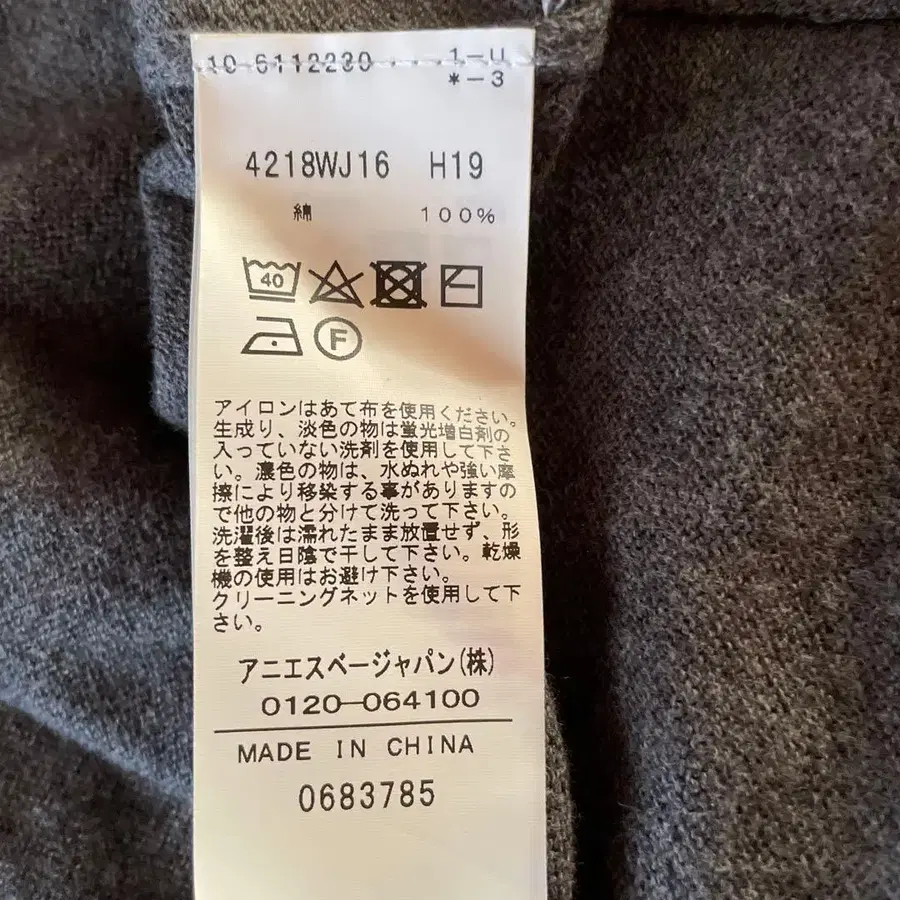 10-6112230 1-U
*-3
4218WJ16 H19
綿 100%
40
F
アイロンはあて布を使用ください。
生成り、淡色の物は蛍光増白剤の
入っていない洗剤を使用して下さ
い。濃色の物は、水ぬれや強い摩
擦により移染する事がありますの
で他の物と分けて洗って下さい。
洗濯後は濡れたまま放置せず、形
を整え日陰で干して下さい。乾燥
機の使用はお避け下さい。
クリーニングネットを使用して下
さい。
アニエスベージャパン(株)
0120-064100
MADE IN CHINA
0683785